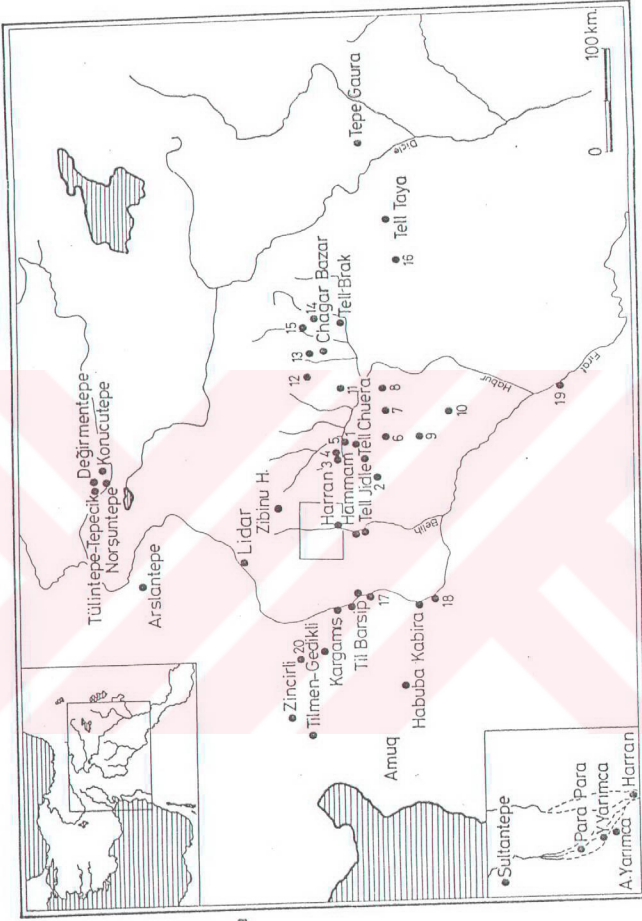 Tülintepe-Tepecik
Değirmentepe
Korucutepe
Norşuntepe
Arslantepe
Lidar
Zibinu H.
Zincirli
20
Tilmen-Gedikli
Kargamış
Til Barsip
17
Habuba Kabira
18
Amuq
Harran
Hammam
Tell Jidle
Tell Chuera
Belih
3
4
5
1
2
6
7
8
9
10
11
12
13
14
15
Chagar Bazar
Tell-Brak
Habur
16
Tell Taya
Tepe Gaura
Dicle
Fırat
19
0
100 km.
Sultantepe
Para Para
Y.Yarımca
A.Yarımca
Harran